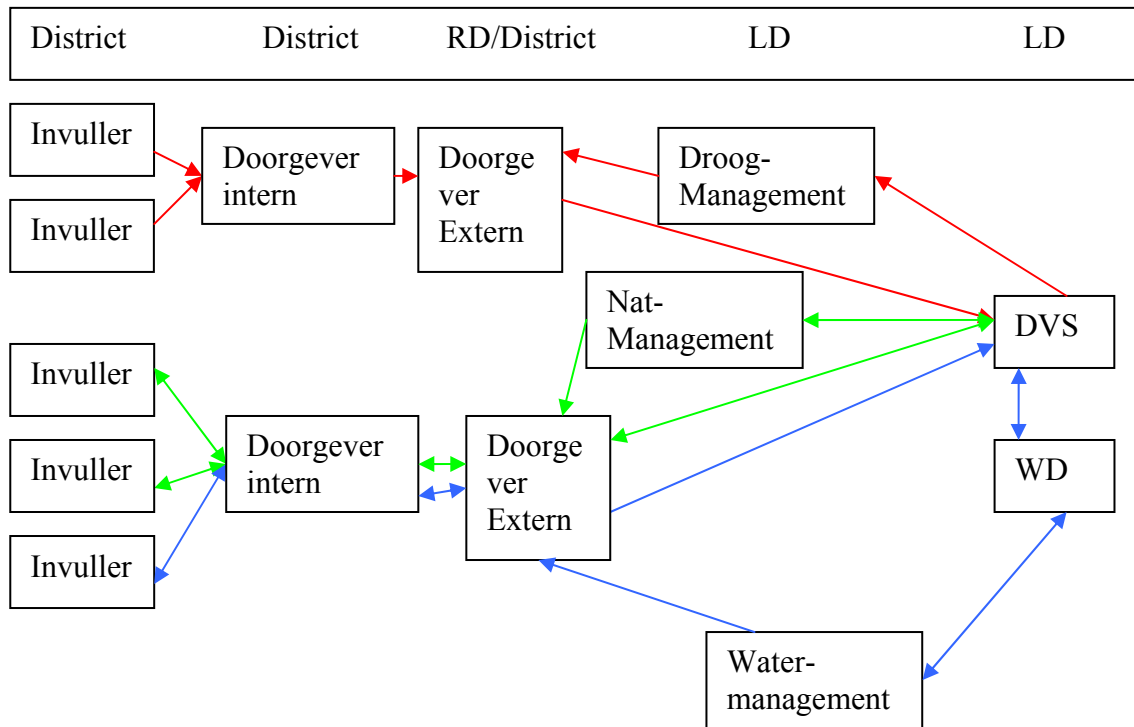 District District RD/District LD LD
Invuller
Invuller
Doorgever
intern
Doorge
ver
Extern
Droog-
Management
Nat-
Management
DVS
Invuller
Invuller
Invuller
Doorgever
intern
Doorge
ver
Extern
WD
Water-
management